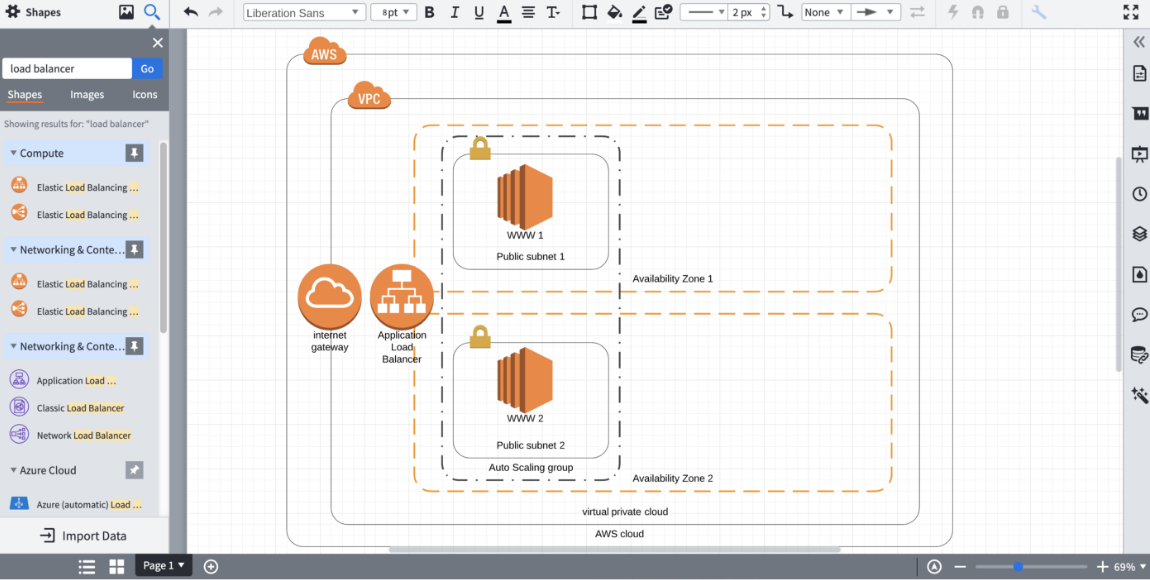 Shapes
Liberation Sans
8pt
B I U A T
2 px
None
load balancer
Go
Shapes Images Icons
Showing results for: "load balancer"
Compute
Elastic Load Balancing ...
Elastic Load Balancing ...
Networking & Conte...
Elastic Load Balancing ...
Elastic Load Balancing ...
Networking & Conte...
Application Load ...
Classic Load Balancer
Network Load Balancer
Azure Cloud
Azure (automatic) Load ...
Import Data
AWS
VPC
WWW 1
Public subnet 1
Availability Zone 1
internet
gateway
Application
Load
Balancer
WWW 2
Public subnet 2
Auto Scaling group
Availability Zone 2
virtual private cloud
AWS cloud
Page 1
69%